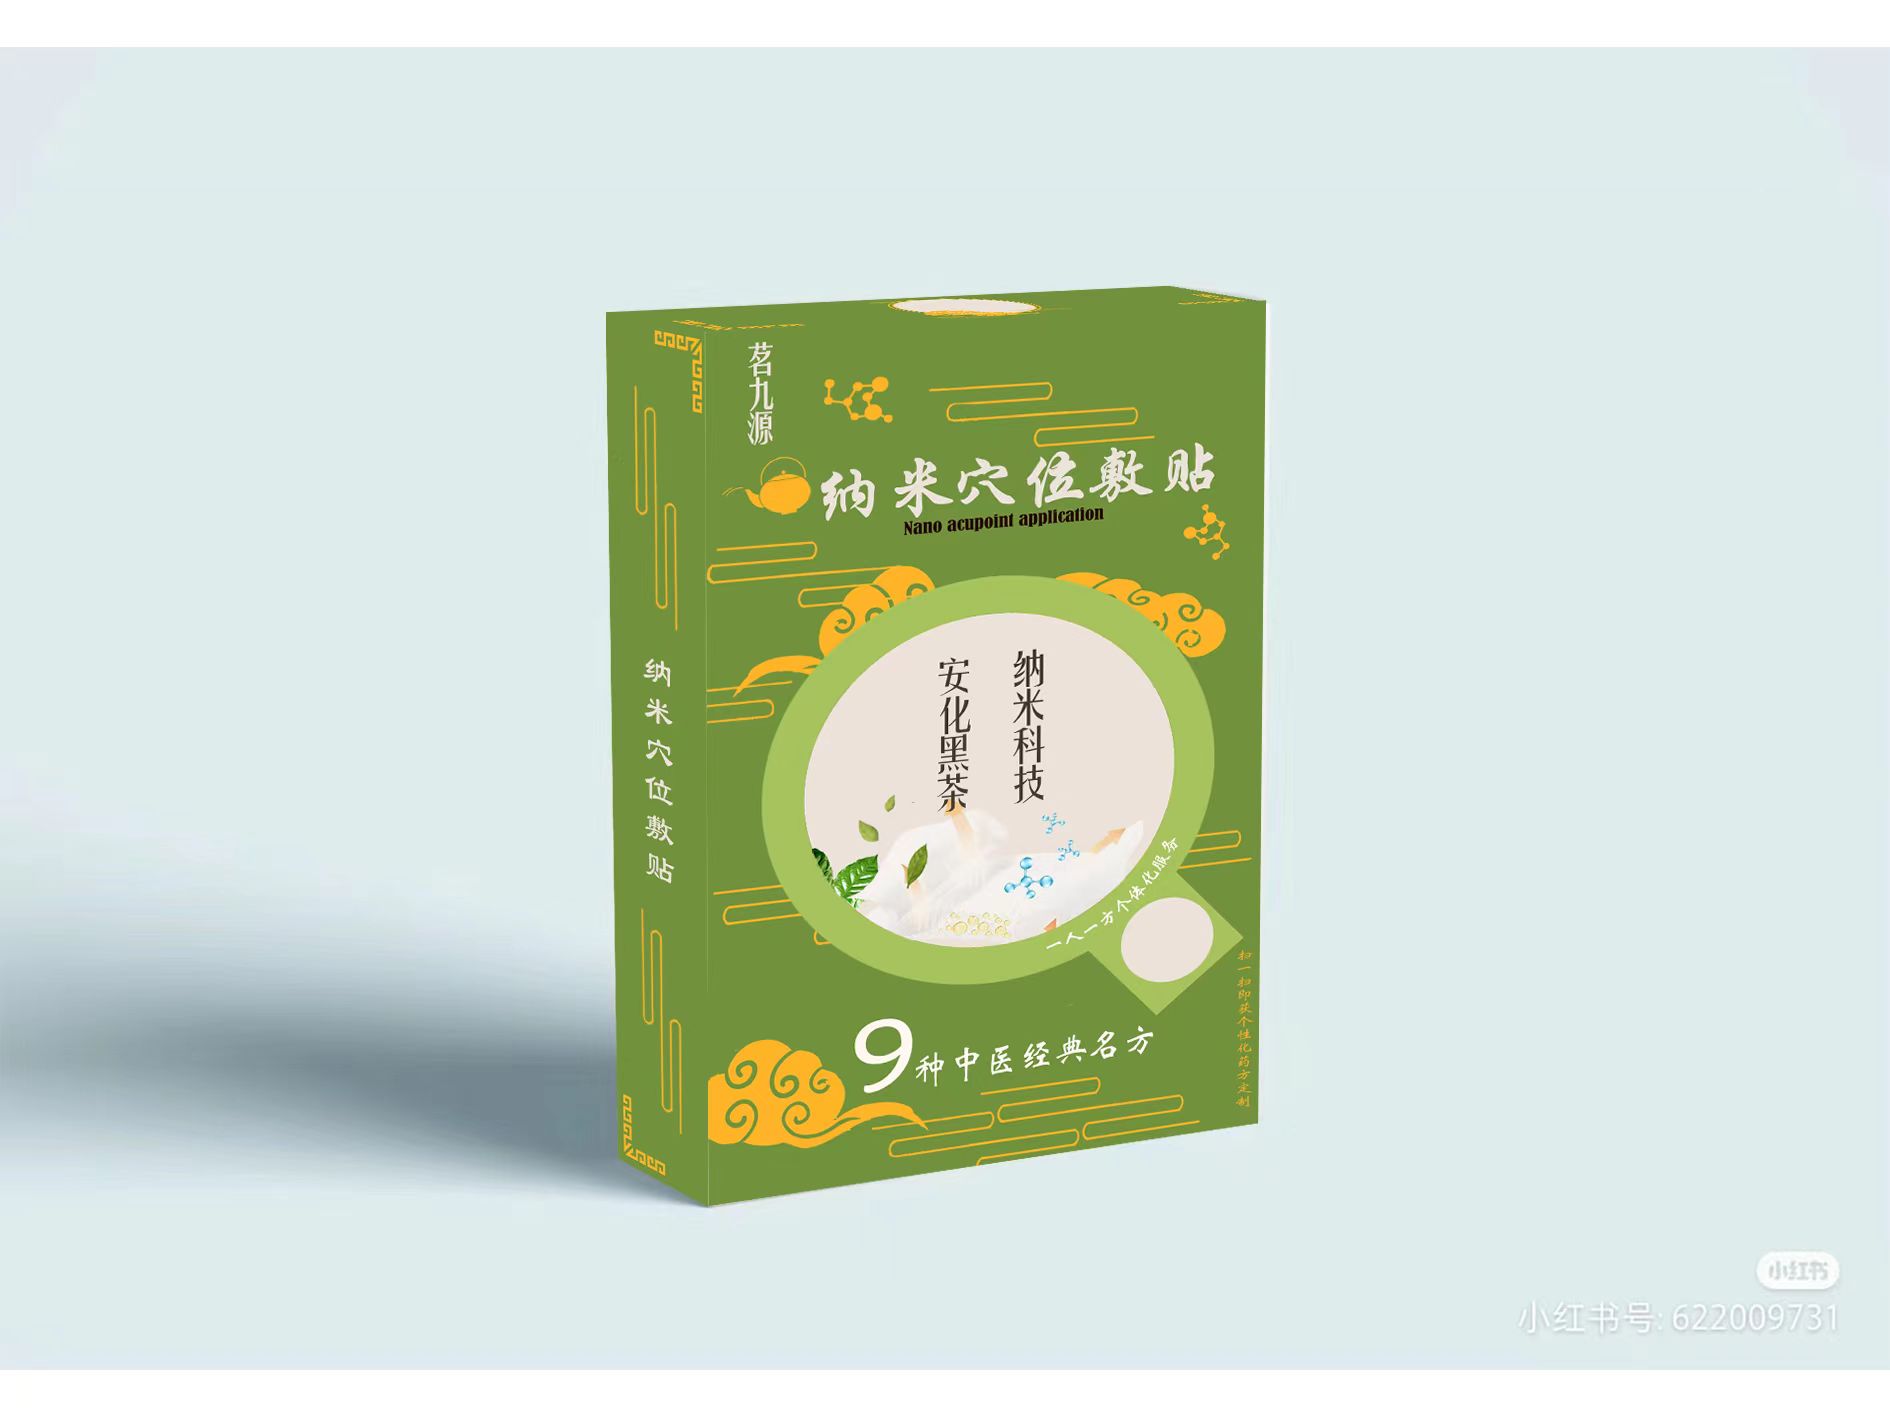 茗九源
纳米穴位敷贴
Nano acupoint application
纳米科技
安化黑茶
一人一方个体化服务
扫一扫即获个性化药方定制
9种中医经典名方
纳米穴位敷贴
小红书
小红书号: 622009731